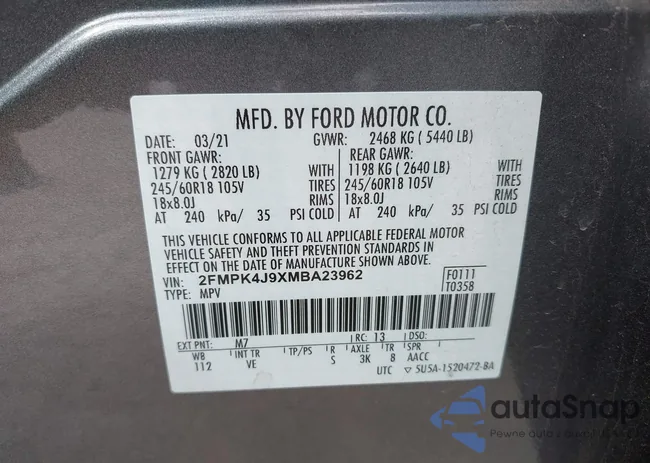 MFD. BY FORD MOTOR CO.
DATE: 03/21 GVWR: 2468 KG ( 5440 LB)
FRONT GAWR: REAR GAWR:
1279 KG ( 2820 LB) WITH 1198 KG ( 2640 LB) WITH
245/60R18 105V TIRES 245/60R18 105V TIRES
18x8.0J RIMS 18x8.0J RIMS
AT 240 kPa/ 35 PSI COLD AT 240 kPa/ 35 PSI COLD
THIS VEHICLE CONFORMS TO ALL APPLICABLE FEDERAL MOTOR
VEHICLE SAFETY AND THEFT PREVENTION STANDARDS IN
EFFECT ON THE DATE OF MANUFACTURE SHOWN ABOVE.
VIN: 2FMPK4J9XMBA23962 F0111
TYPE: MPV T0358
EXT PNT: M7 RC: 13 DSO:
WB INT TR TP/PS R AXLE TR SPR
112 VE S 3K 8 AACC
UTC ▽ 5U5A-1520472-BA
autaSnap
Pewne auto z USA